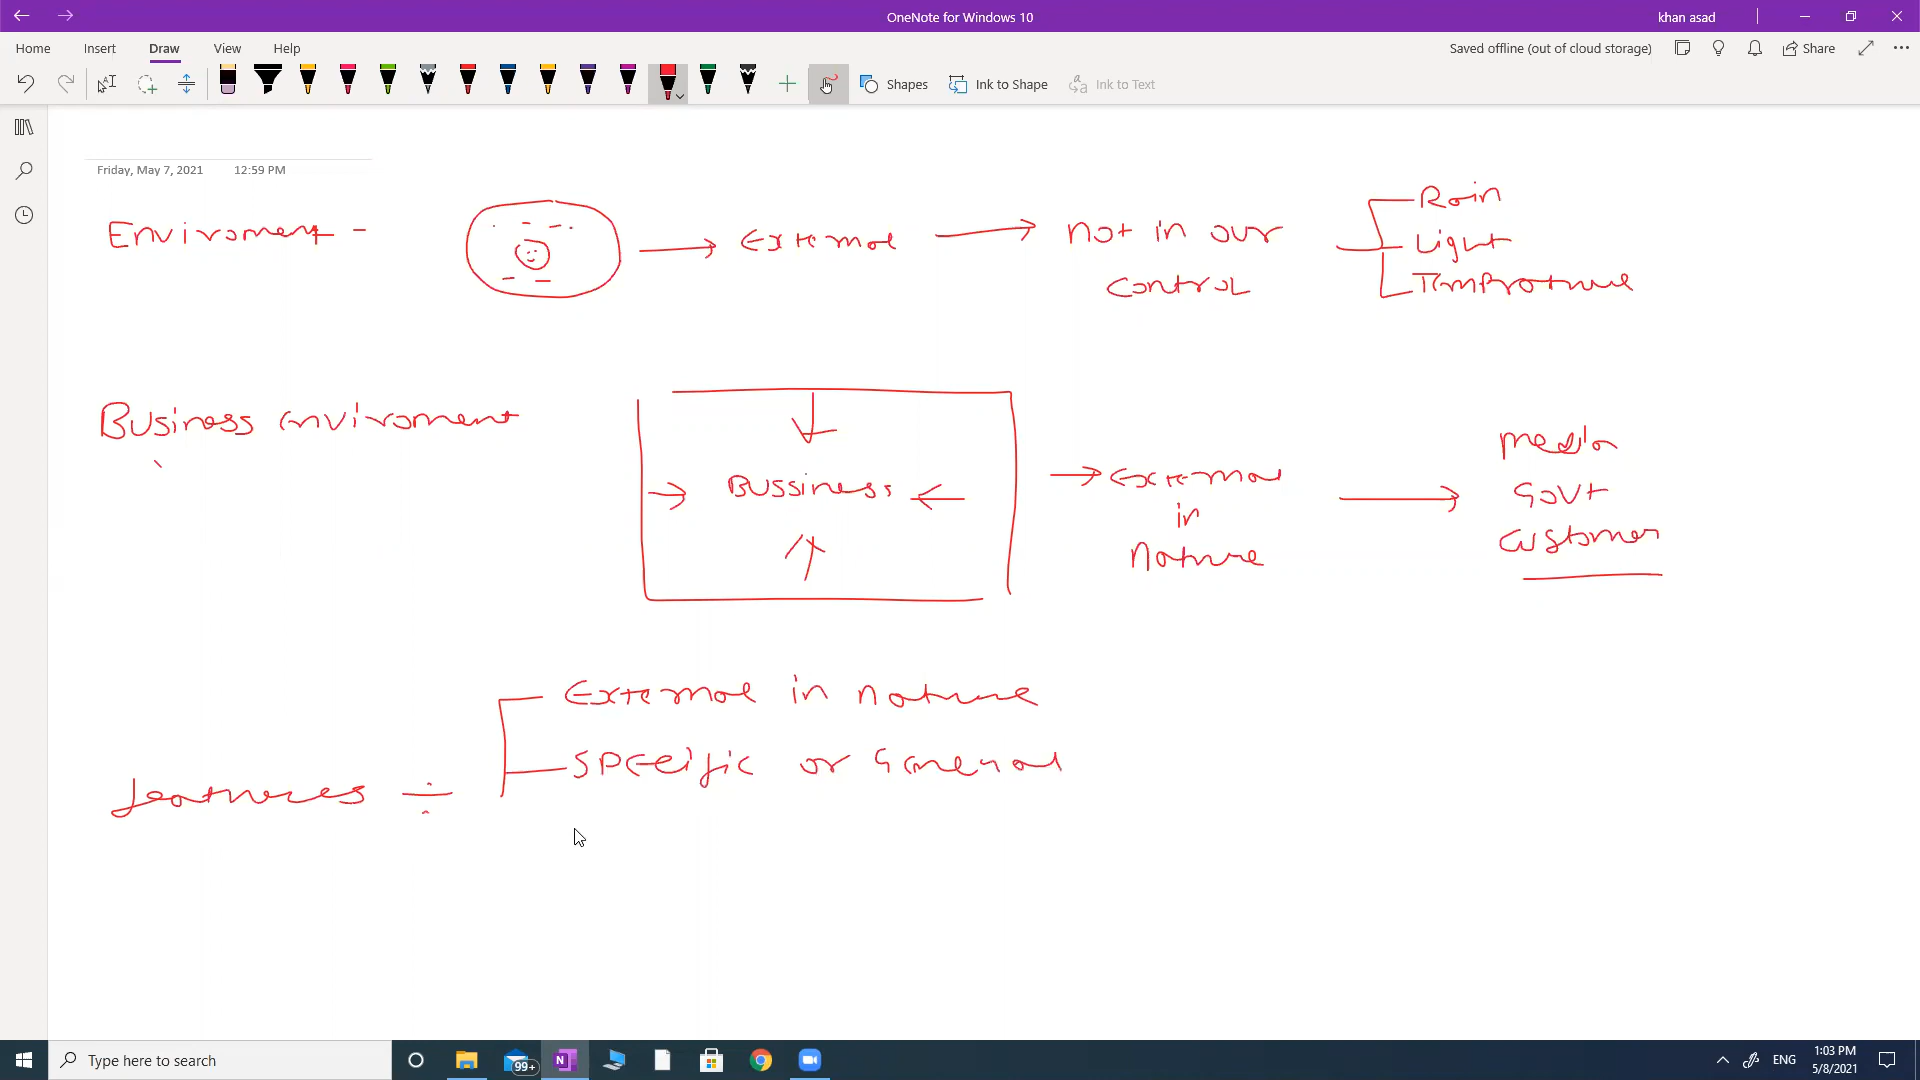 OneNote for Windows 10
khan asad
Home Insert Draw View Help
Saved offline (out of cloud storage)
Share
Shapes
Ink to Shape
Ink to Text
Friday, May 7, 2021 12:59 PM
Enviroment -
External
not in our
control
Rain
Light
Temprature
Business enviroment
Bussiness
External
in
Nature
Media
Govt
Customer
External in nature
Specific or General
features ÷
Type here to search
99+
ENG
1:03 PM
5/8/2021